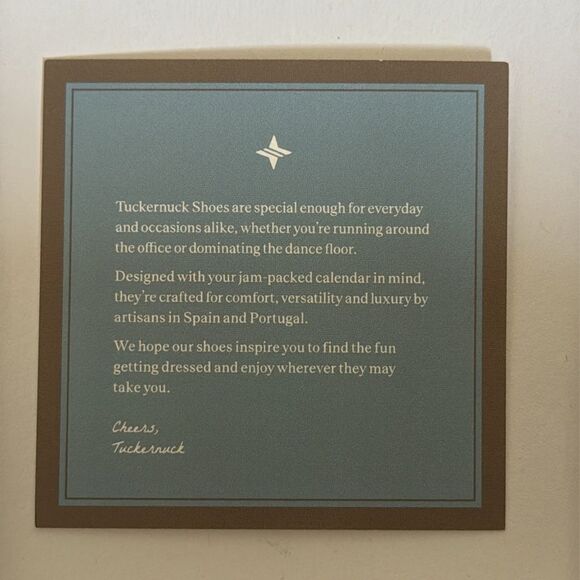 Tuckernuck Shoes are special enough for everyday
and occasions alike, whether you're running around
the office or dominating the dance floor.
Designed with your jam-packed calendar in mind,
they're crafted for comfort, versatility and luxury by
artisans in Spain and Portugal.
We hope our shoes inspire you to find the fun
getting dressed and enjoy wherever they may
take you.
Cheers,
Tuckernuck